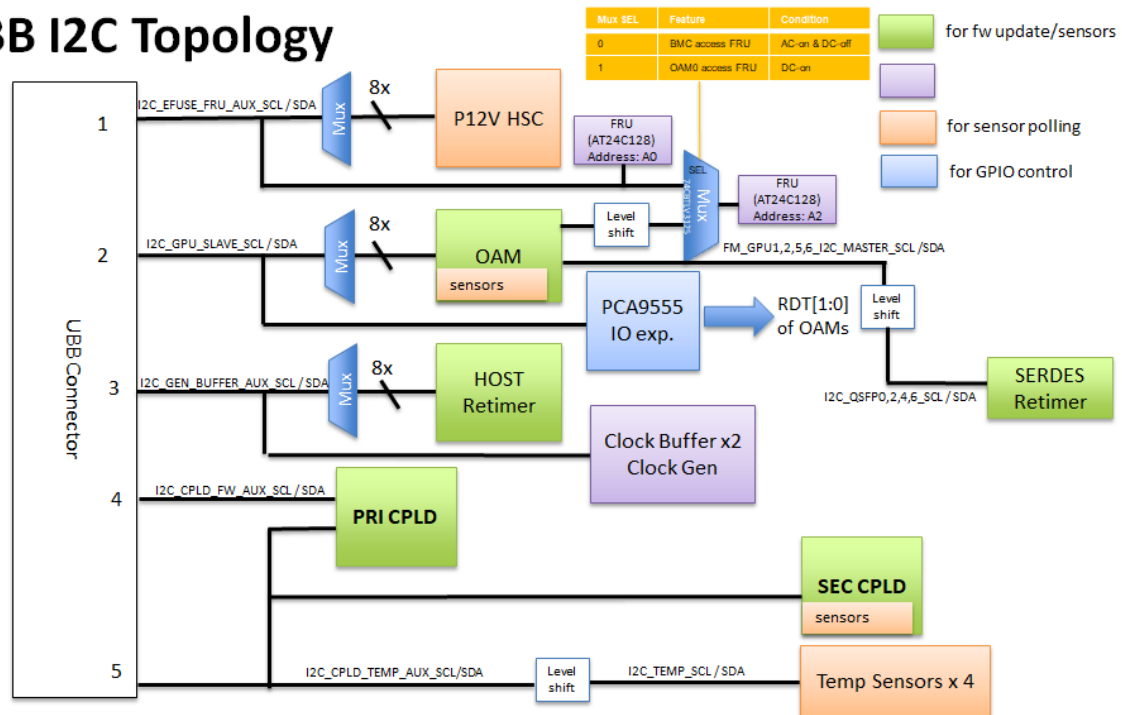 BB I2C Topology
Mux SEL Feature Condition
0 BMC access FRU AC-on & DC-off
1 OAM0 access FRU DC-on
for fw update/sensors
for sensor polling
for GPIO control
UBB Connector
1
I2C_EFUSE_FRU_AUX_SCL / SDA
Mux
8x
P12V HSC
FRU
(AT24C128)
Address: A0
SEL
Mux
FRU
(AT24C128)
Address: A2
2
I2C_GPU_SLAVE_SCL / SDA
Mux
8x
OAM
sensors
Level
shift
FM_GPU1,2,5,6_I2C_MASTER_SCL /SDA
PCA9555
IO exp.
RDT[1:0]
of OAMs
Level
shift
3
I2C_GEN_BUFFER_AUX_SCL / SDA
Mux
8x
HOST
Retimer
I2C_QSFP0,2,4,6_SCL / SDA
SERDES
Retimer
Clock Buffer x2
Clock Gen
4
I2C_CPLD_FW_AUX_SCL / SDA
PRI CPLD
SEC CPLD
sensors
5
I2C_CPLD_TEMP_AUX_SCL/SDA
Level
shift
I2C_TEMP_SCL / SDA
Temp Sensors x 4